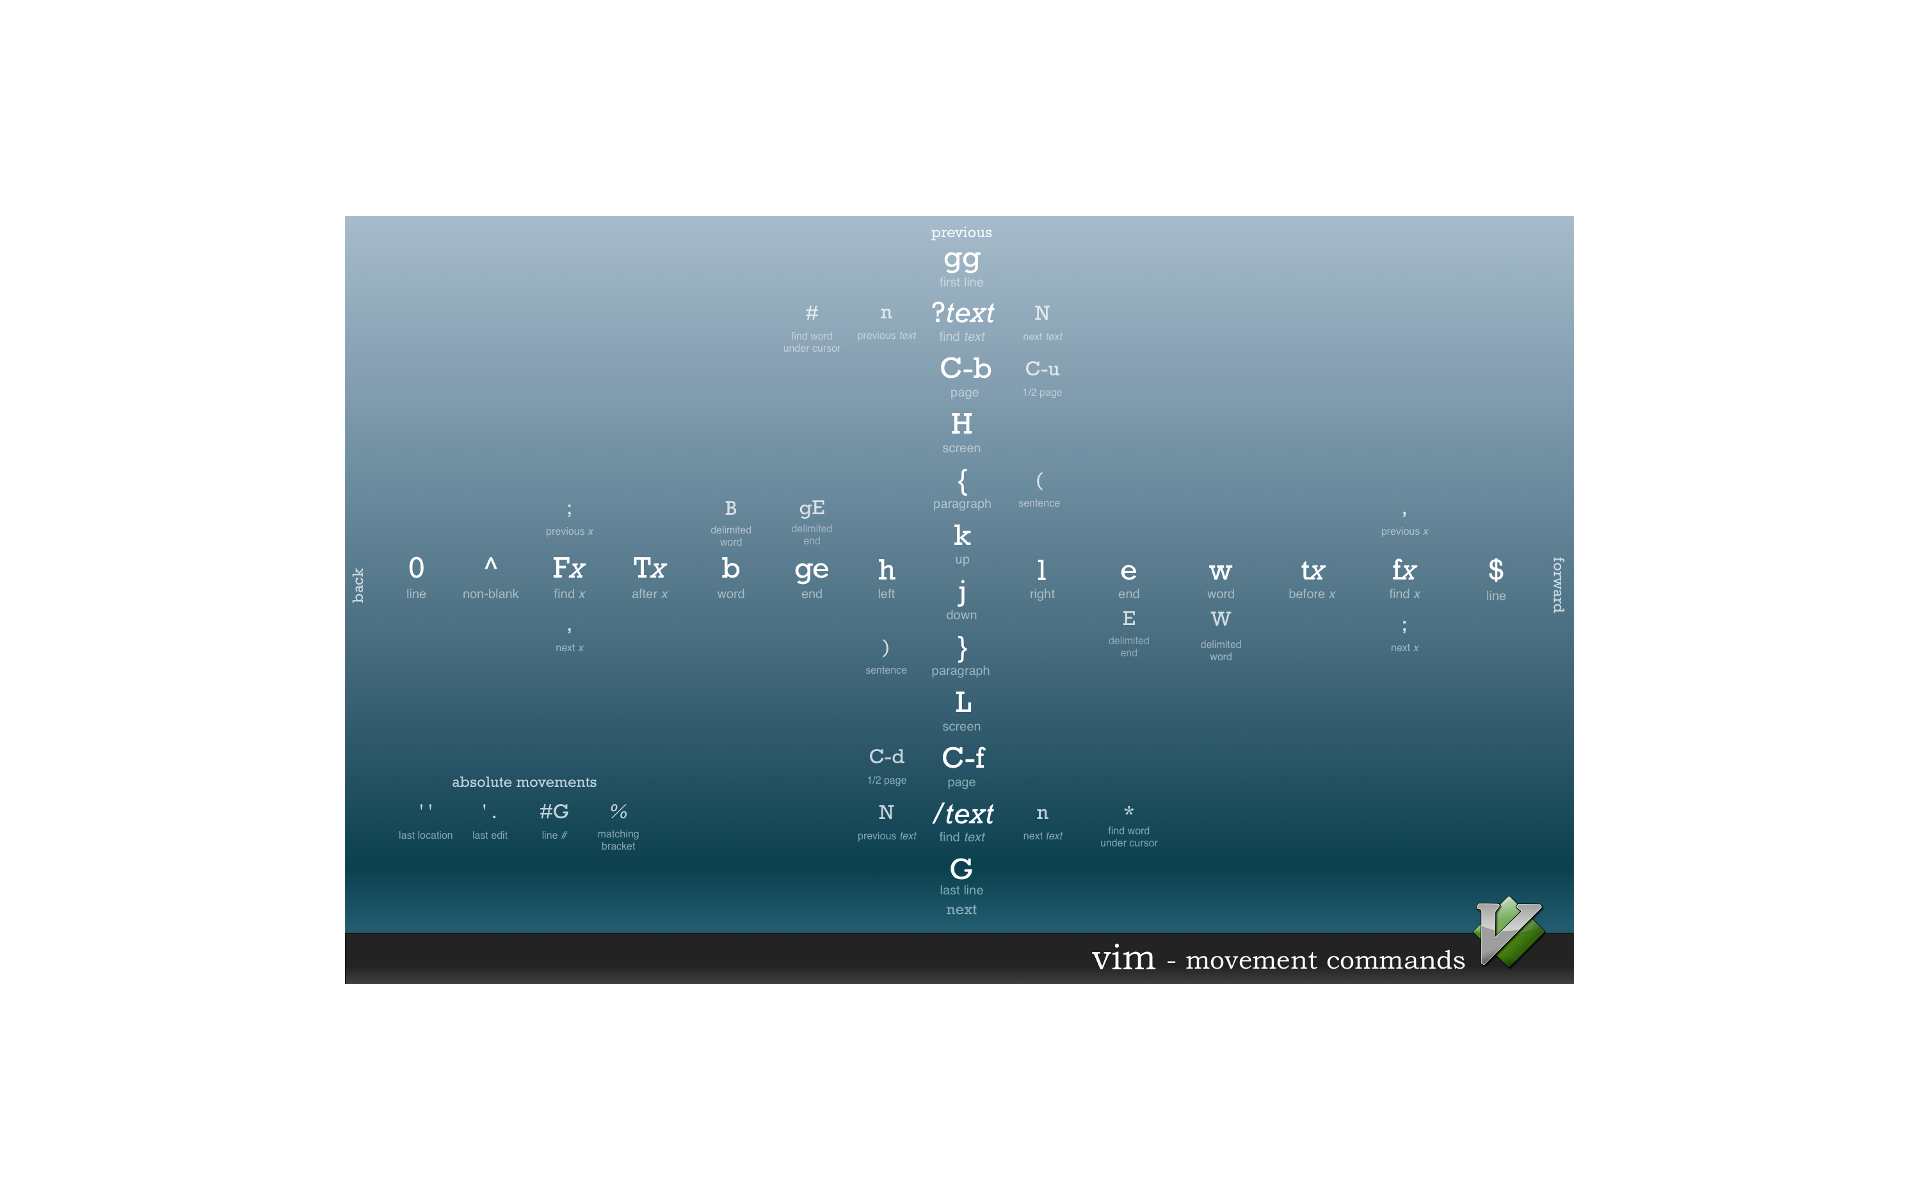 previous
gg
first line
# n ?text N
find word under cursor previous text find text next text
C-b C-u
page 1/2 page
H
screen
{ (
paragraph sentence
; B gE ,
previous x delimited word delimited end previous x
k
up
back 0 ^ Fx Tx b ge h l e w tx fx $ forward
line non-blank find x after x word end left right end word before x find x line
j
down
, E W ;
next x delimited end delimited word next x
) }
sentence paragraph
L
screen
C-d C-f
1/2 page page
absolute movements
' ' ' . #G % N /text n *
last location last edit line # matching bracket previous text find text next text find word under cursor
G
last line
next
vim - movement commands